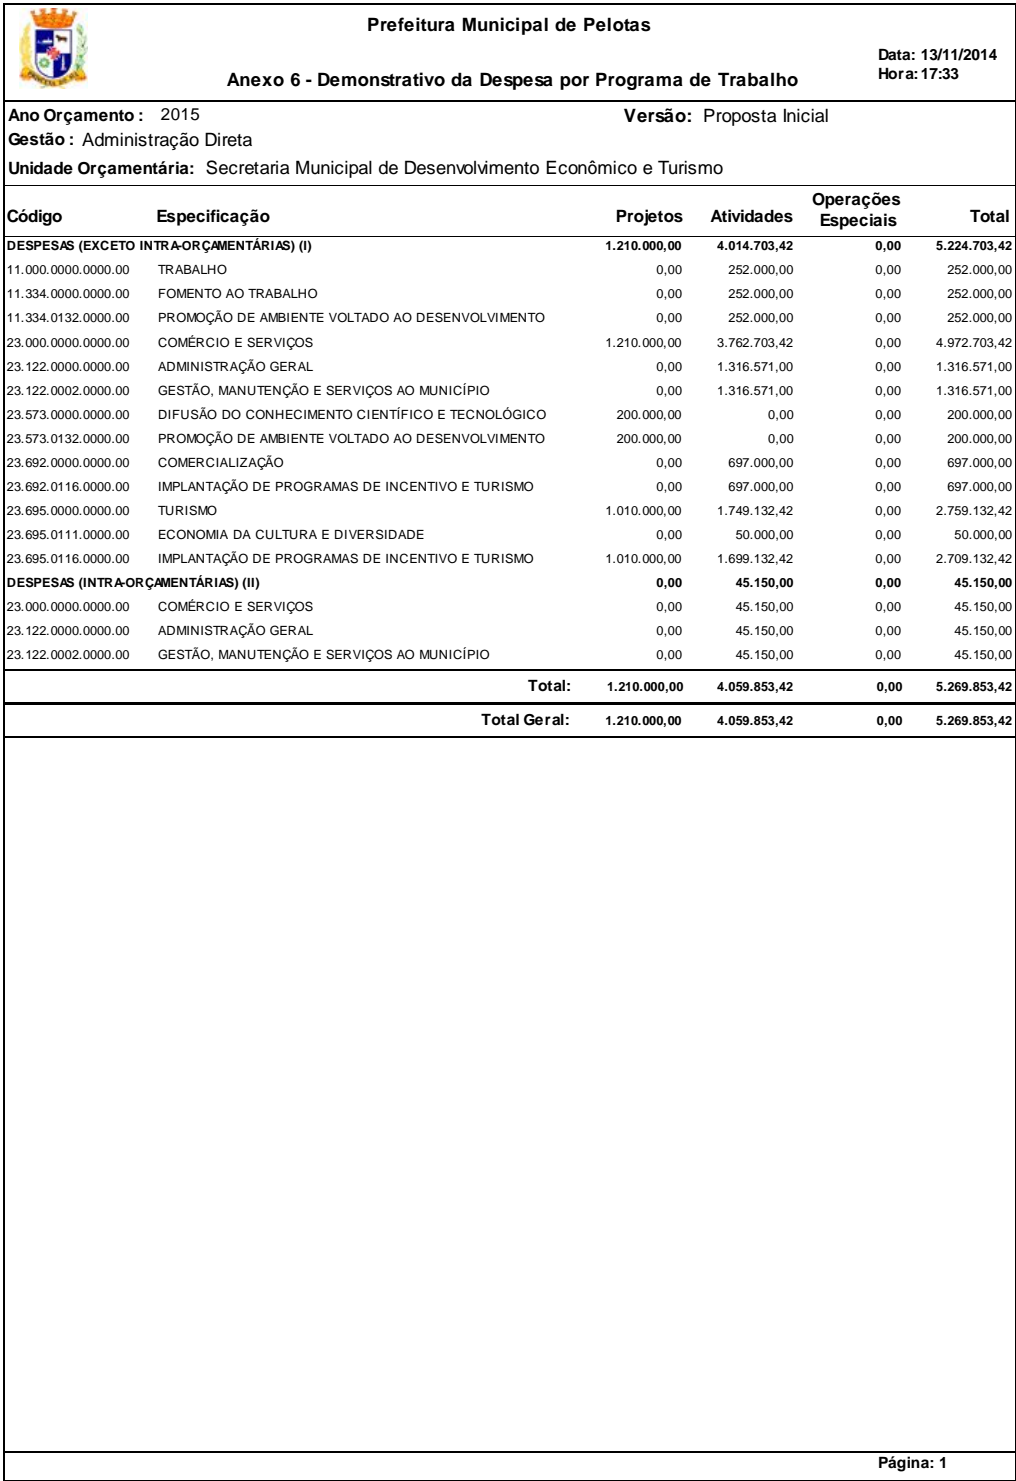 Prefeitura Municipal de Pelotas
Data: 13/11/2014
Anexo 6 - Demonstrativo da Despesa por Programa de Trabalho Hora: 17:33
Ano Orçamento : 2015 Versão: Proposta Inicial
Gestão : Administração Direta
Unidade Orçamentária: Secretaria Municipal de Desenvolvimento Econômico e Turismo
Código Especificação Projetos Atividades Operações Especiais Total
DESPESAS (EXCETO INTRA-ORÇAMENTÁRIAS) (I) 1.210.000,00 4.014.703,42 0,00 5.224.703,42
11.000.0000.0000.00 TRABALHO 0,00 252.000,00 0,00 252.000,00
11.334.0000.0000.00 FOMENTO AO TRABALHO 0,00 252.000,00 0,00 252.000,00
11.334.0132.0000.00 PROMOÇÃO DE AMBIENTE VOLTADO AO DESENVOLVIMENTO 0,00 252.000,00 0,00 252.000,00
23.000.0000.0000.00 COMÉRCIO E SERVIÇOS 1.210.000,00 3.762.703,42 0,00 4.972.703,42
23.122.0000.0000.00 ADMINISTRAÇÃO GERAL 0,00 1.316.571,00 0,00 1.316.571,00
23.122.0002.0000.00 GESTÃO, MANUTENÇÃO E SERVIÇOS AO MUNICÍPIO 0,00 1.316.571,00 0,00 1.316.571,00
23.573.0000.0000.00 DIFUSÃO DO CONHECIMENTO CIENTÍFICO E TECNOLÓGICO 200.000,00 0,00 0,00 200.000,00
23.573.0132.0000.00 PROMOÇÃO DE AMBIENTE VOLTADO AO DESENVOLVIMENTO 200.000,00 0,00 0,00 200.000,00
23.692.0000.0000.00 COMERCIALIZAÇÃO 0,00 697.000,00 0,00 697.000,00
23.692.0116.0000.00 IMPLANTAÇÃO DE PROGRAMAS DE INCENTIVO E TURISMO 0,00 697.000,00 0,00 697.000,00
23.695.0000.0000.00 TURISMO 1.010.000,00 1.749.132,42 0,00 2.759.132,42
23.695.0111.0000.00 ECONOMIA DA CULTURA E DIVERSIDADE 0,00 50.000,00 0,00 50.000,00
23.695.0116.0000.00 IMPLANTAÇÃO DE PROGRAMAS DE INCENTIVO E TURISMO 1.010.000,00 1.699.132,42 0,00 2.709.132,42
DESPESAS (INTRA-ORÇAMENTÁRIAS) (II) 0,00 45.150,00 0,00 45.150,00
23.000.0000.0000.00 COMÉRCIO E SERVIÇOS 0,00 45.150,00 0,00 45.150,00
23.122.0000.0000.00 ADMINISTRAÇÃO GERAL 0,00 45.150,00 0,00 45.150,00
23.122.0002.0000.00 GESTÃO, MANUTENÇÃO E SERVIÇOS AO MUNICÍPIO 0,00 45.150,00 0,00 45.150,00
Total: 1.210.000,00 4.059.853,42 0,00 5.269.853,42
Total Geral: 1.210.000,00 4.059.853,42 0,00 5.269.853,42
Página: 1